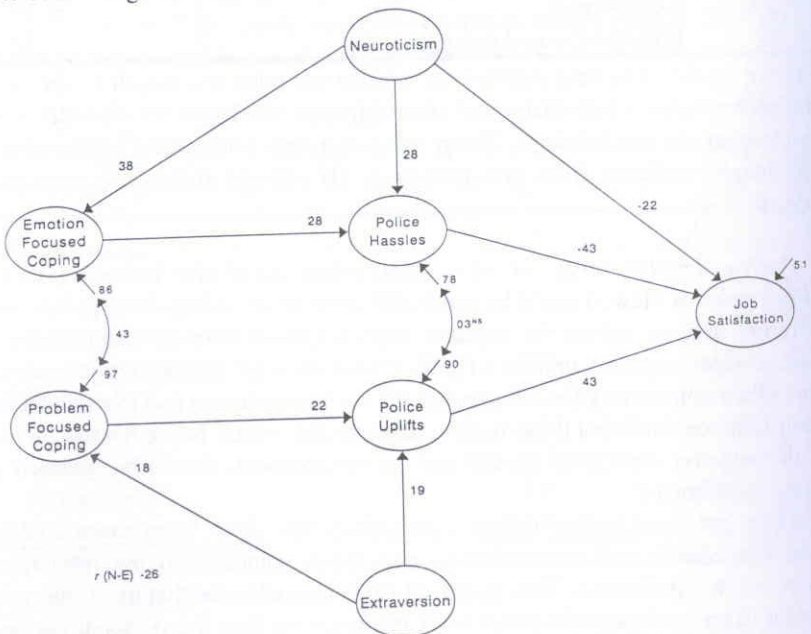 Neuroticism
38
28
-22
Emotion
Focused
Coping
28
Police
Hassles
-43
51
86
78
43
03ns
Job
Satisfaction
97
90
43
Problem
Focused
Coping
22
Police
Uplifts
18
19
r (N-E) -25
Extraversion